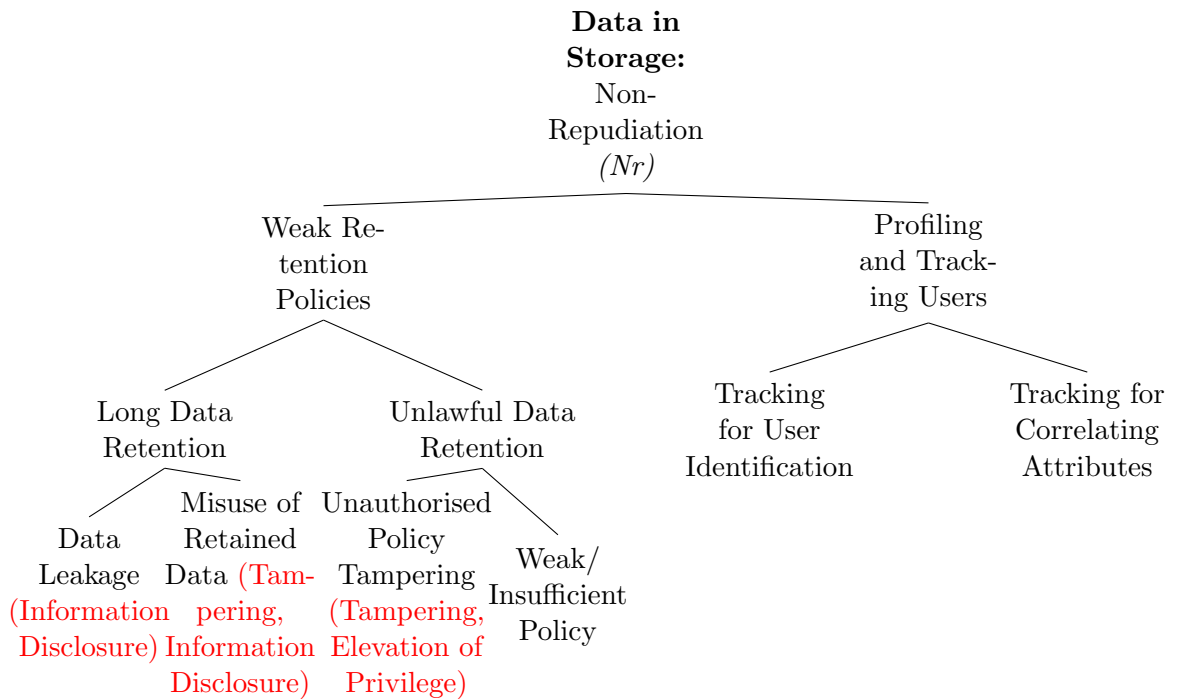 Data in
Storage:
Non-
Repudiation
(Nr)
Weak Re-
tention
Policies
Profiling
and Track-
ing Users
Long Data
Retention
Unlawful Data
Retention
Tracking
for User
Identification
Tracking for
Correlating
Attributes
Data
Leakage
(Information
Disclosure)
Misuse of
Retained
Data (Tam-
pering,
Information
Disclosure)
Unauthorised
Policy
Tampering
(Tampering,
Elevation of
Privilege)
Weak/
Insufficient
Policy